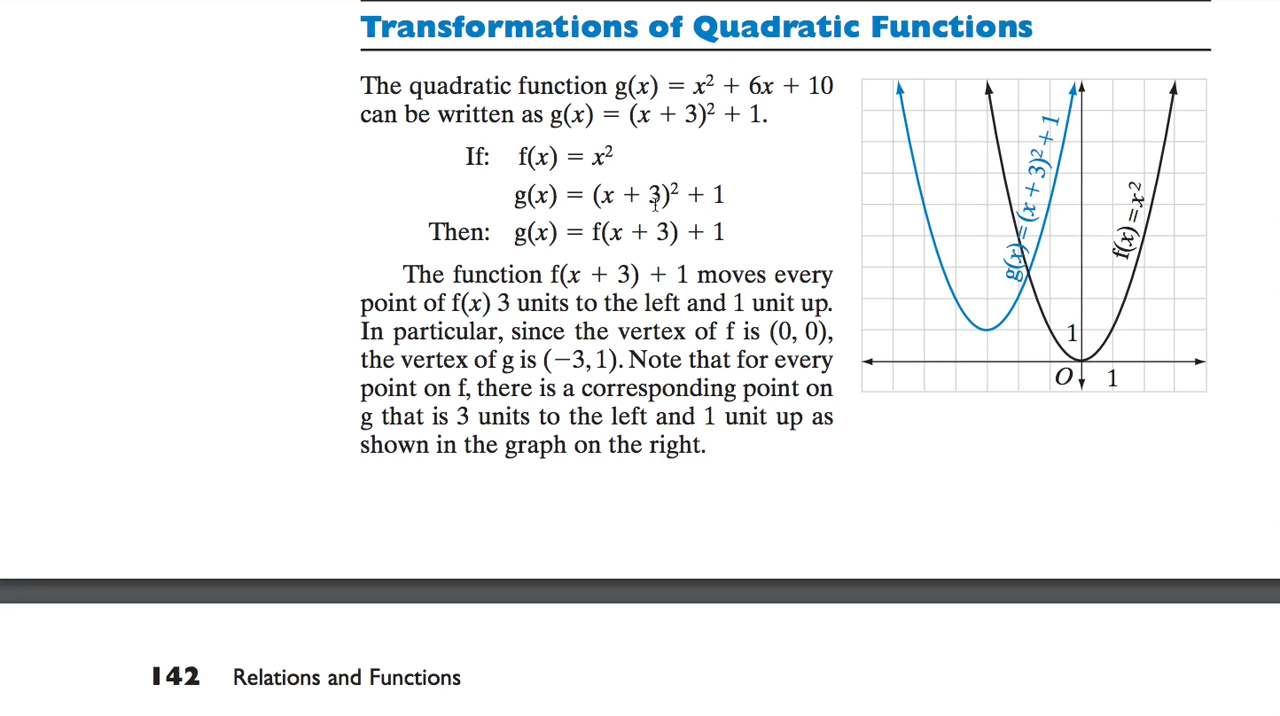 Transformations of Quadratic Functions
The quadratic function g(x) = x² + 6x + 10
can be written as g(x) = (x + 3)² + 1.
If: f(x) = x²
g(x) = (x + 3)² + 1
Then: g(x) = f(x + 3) + 1
The function f(x + 3) + 1 moves every
point of f(x) 3 units to the left and 1 unit up.
In particular, since the vertex of f is (0, 0),
the vertex of g is (−3, 1). Note that for every
point on f, there is a corresponding point on
g that is 3 units to the left and 1 unit up as
shown in the graph on the right.
g(x) = (x + 3)² + 1
f(x) = x²
1
O
1
142 Relations and Functions